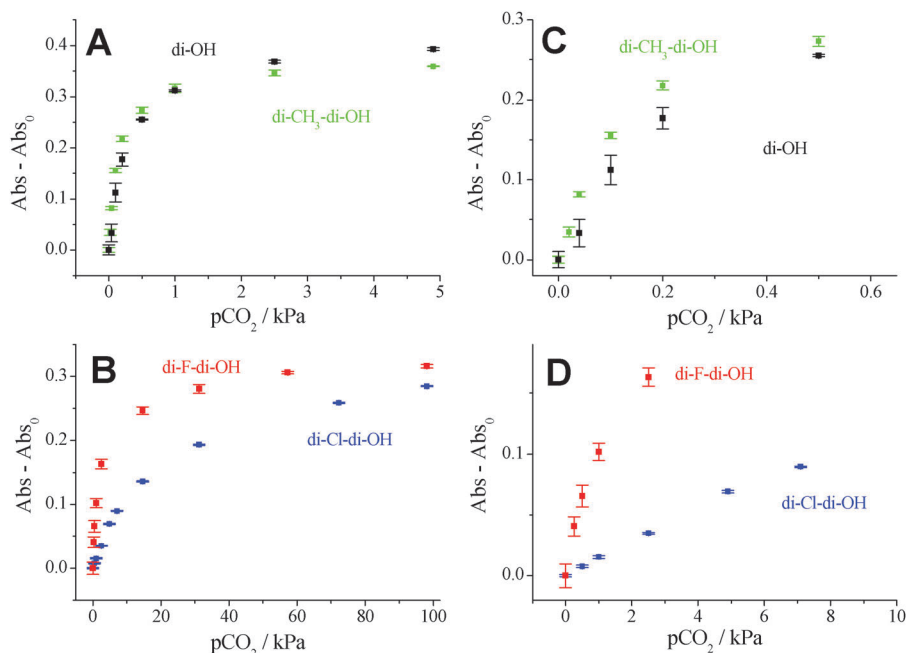 A
di-OH
di-CH₃-di-OH
Abs - Abs₀
0.4
0.3
0.2
0.1
0.0
0 1 2 3 4 5
pCO₂ / kPa
C
di-CH₃-di-OH
di-OH
Abs - Abs₀
0.3
0.2
0.1
0.0
0.0 0.2 0.4 0.6
pCO₂ / kPa
B
di-F-di-OH
di-Cl-di-OH
Abs - Abs₀
0.3
0.2
0.1
0.0
0 20 40 60 80 100
pCO₂ / kPa
D
di-F-di-OH
di-Cl-di-OH
Abs - Abs₀
0.1
0.0
0 2 4 6 8 10
pCO₂ / kPa